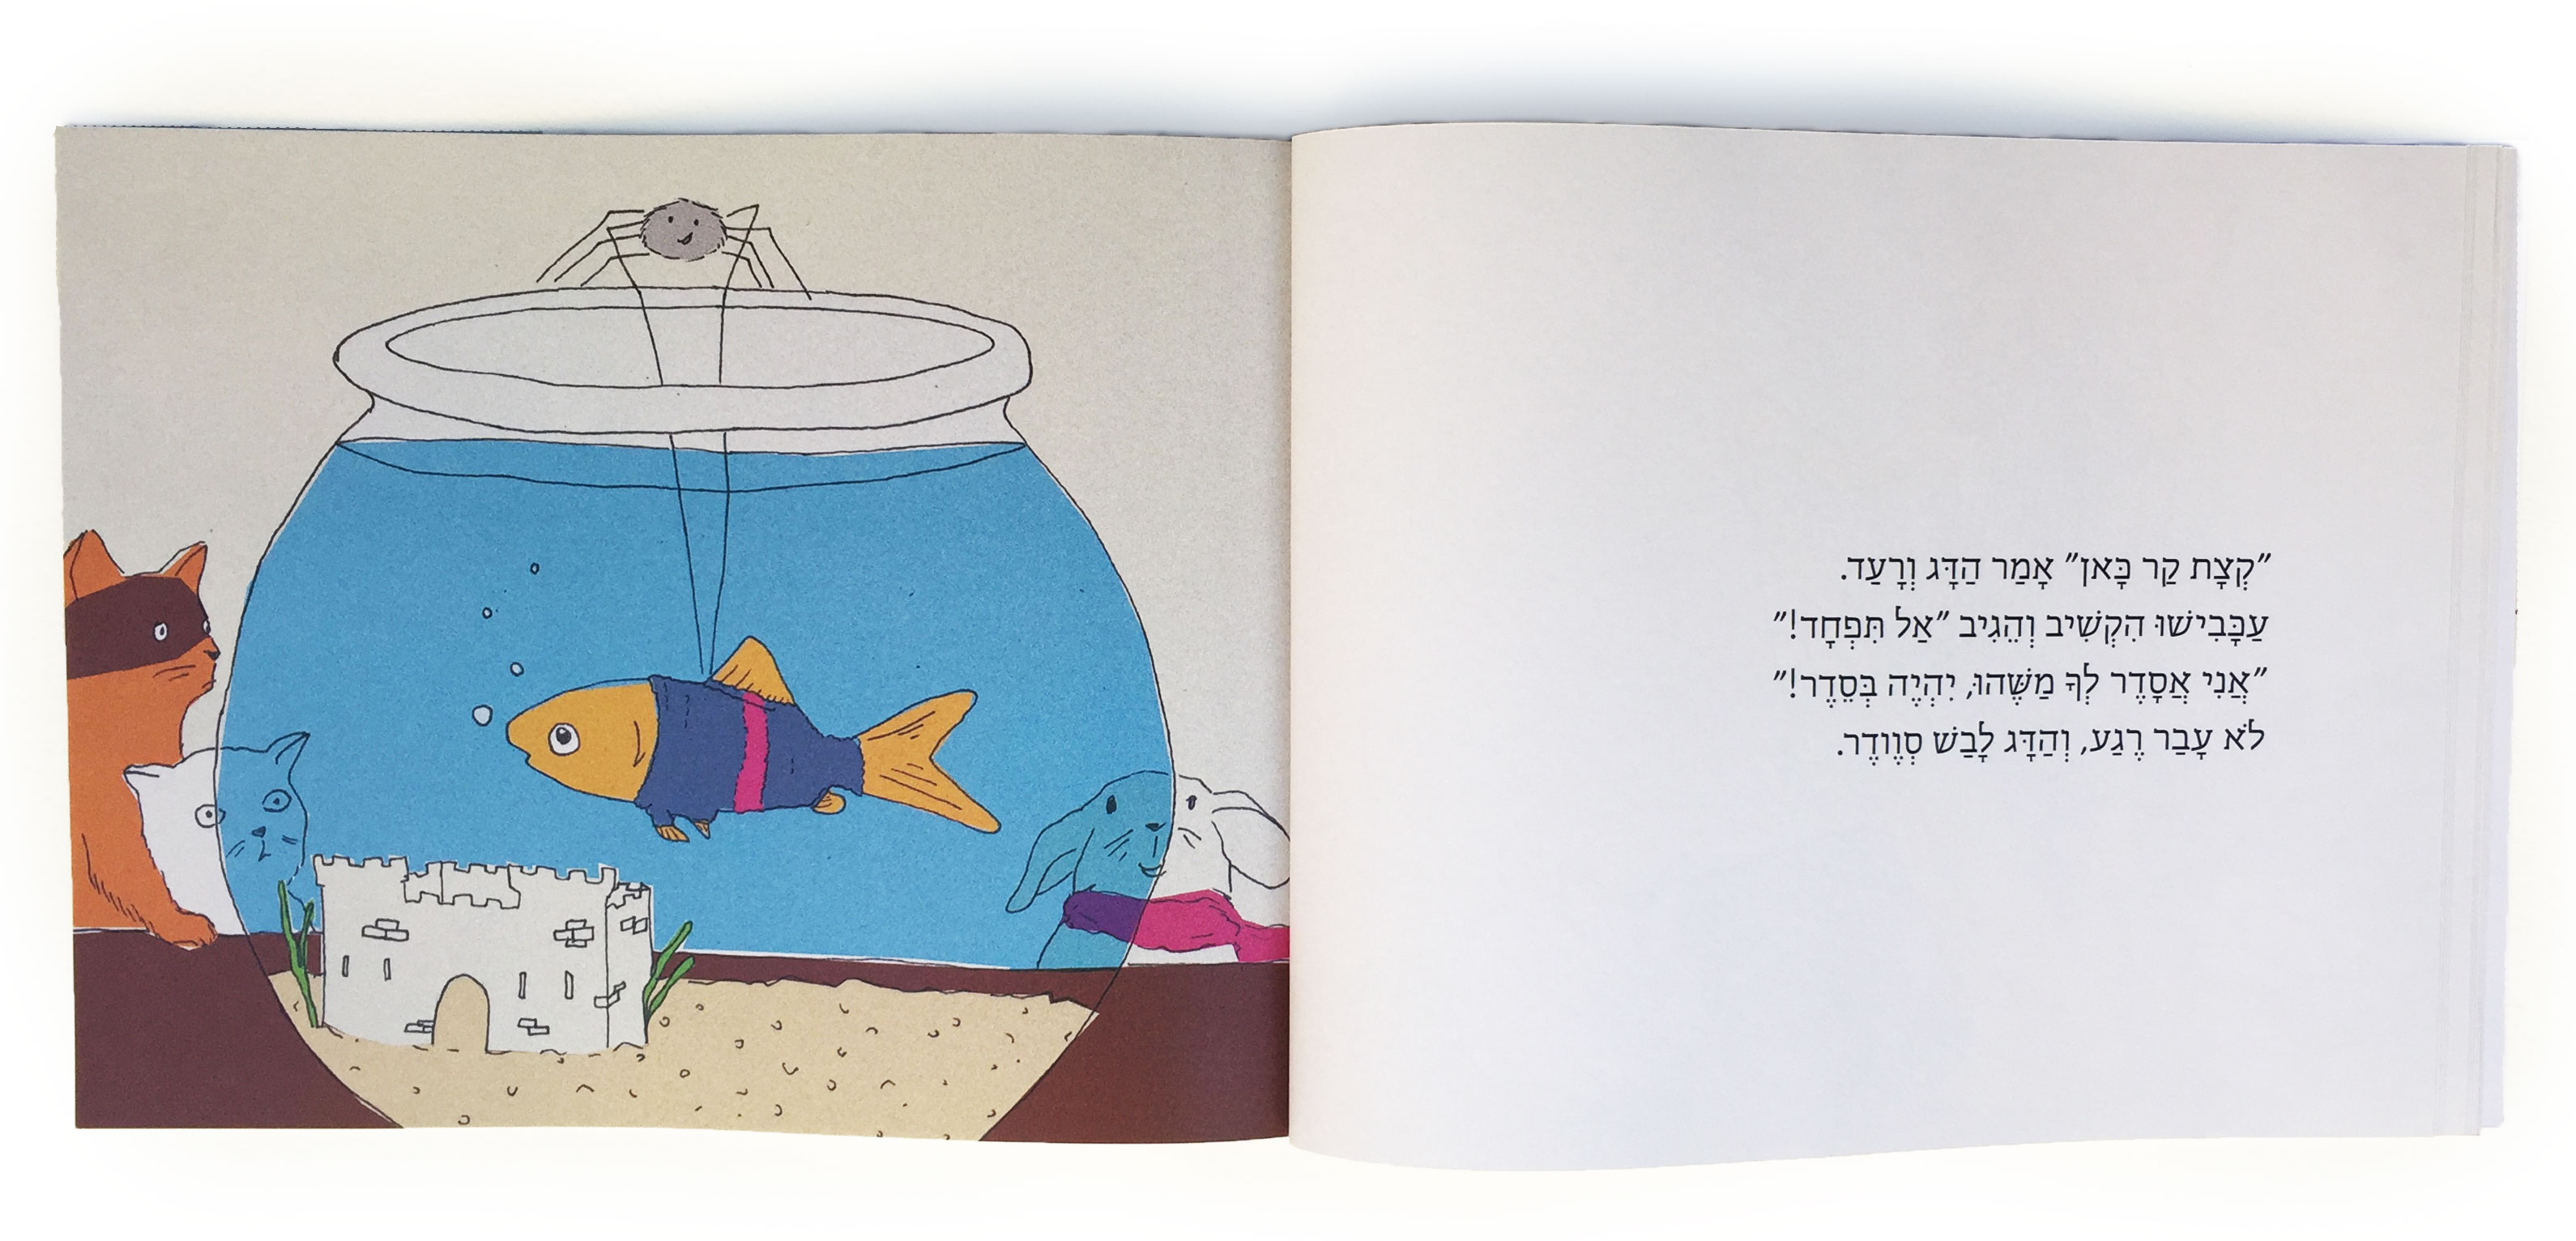 ״קְצָת קַר כָּאן״ אָמַר הַדָּג וְרָעַד.
עַכָּבִישׁוּ הִקְשִׁיב וְהֵגִיב ״אַל תִּפְחָד!״
״אֲנִי אֲסַדֵּר לְךָ מַשֶּׁהוּ, יִהְיֶה בְּסֵדֶר!״
לֹא עָבַר רֶגַע, וְהַדָּג לָבַשׁ סְוֶודֶר.